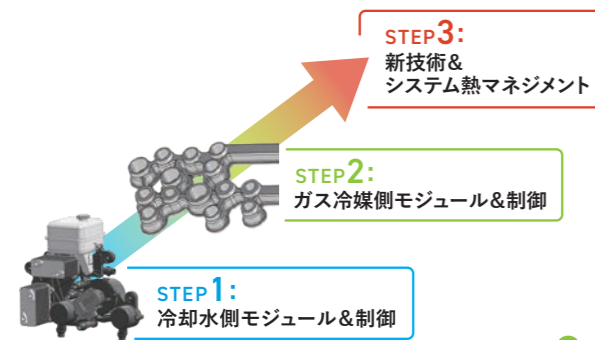 STEP3:
新技術&
システム熱マネジメント
STEP2:
ガス冷媒側モジュール&制御
STEP1:
冷却水側モジュール&制御